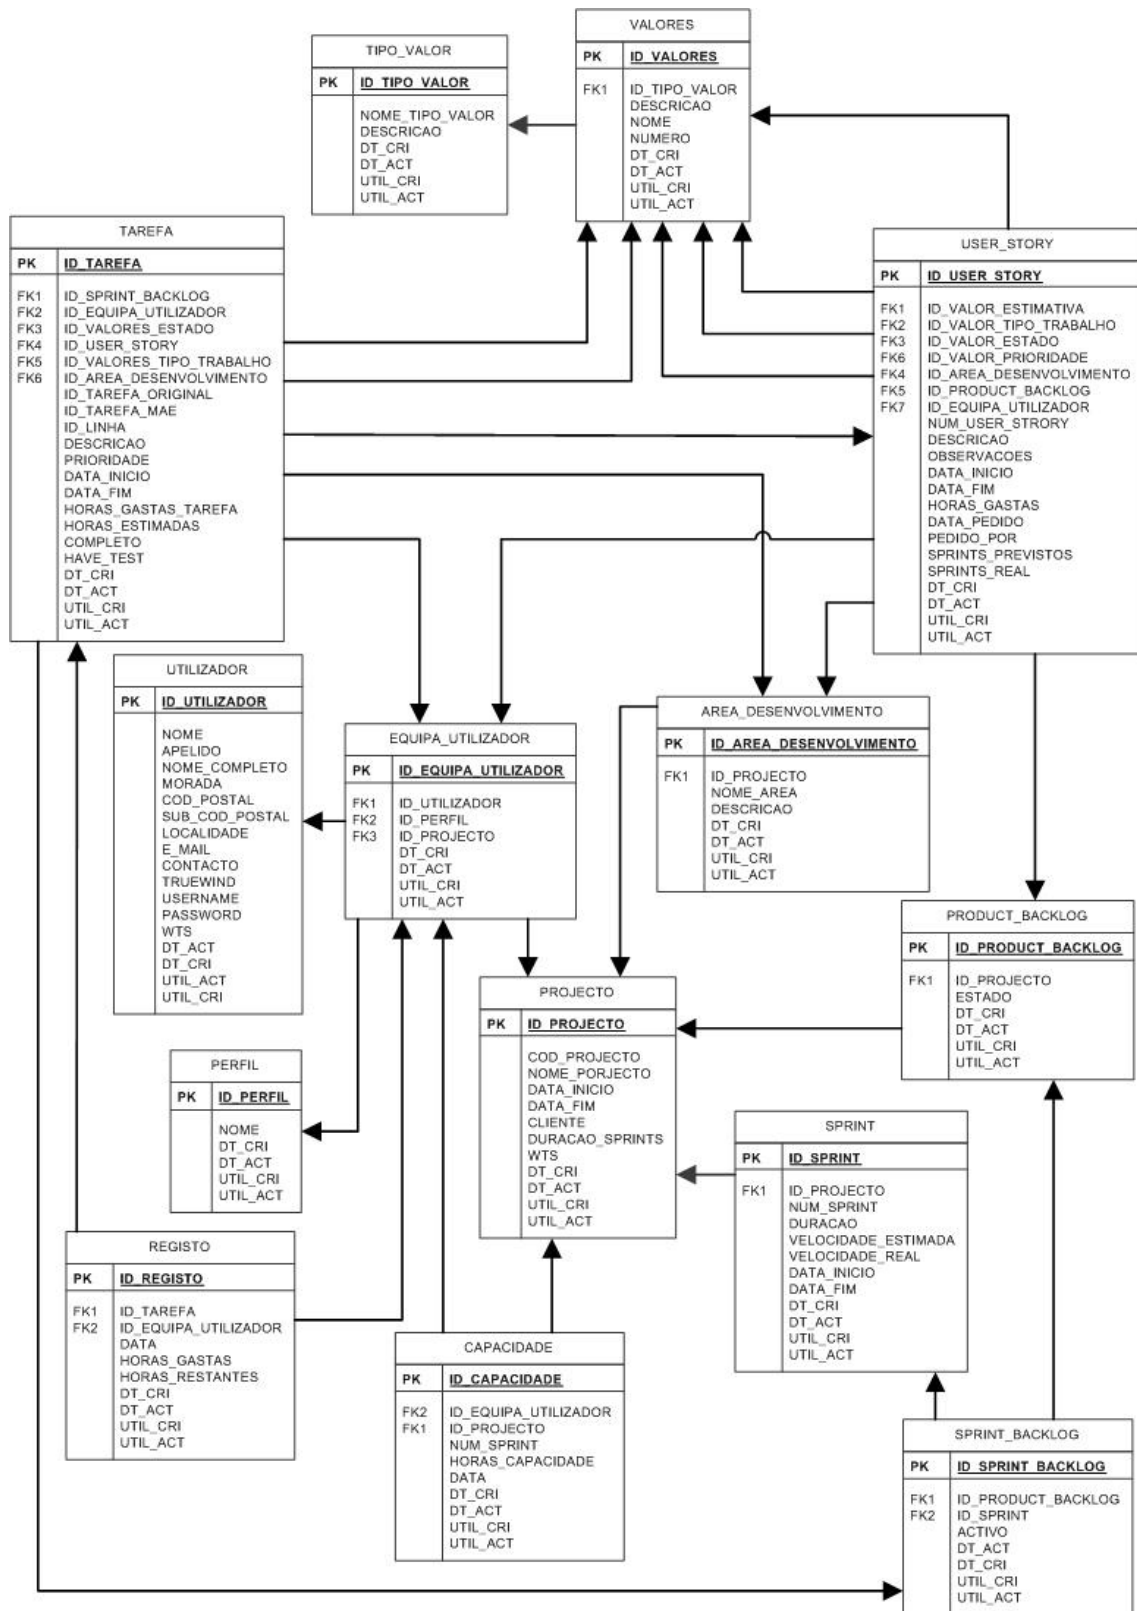 VALORES
PK ID_VALORES
FK1 ID_TIPO_VALOR
DESCRICAO
NOME
NUMERO
DT_CRI
DT_ACT
UTIL_CRI
UTIL_ACT
TIPO_VALOR
PK ID_TIPO_VALOR
NOME_TIPO_VALOR
DESCRICAO
DT_CRI
DT_ACT
UTIL_CRI
UTIL_ACT
TAREFA
PK ID_TAREFA
FK1 ID_SPRINT_BACKLOG
FK2 ID_EQUIPA_UTILIZADOR
FK3 ID_VALORES_ESTADO
FK4 ID_USER_STORY
FK5 ID_VALORES_TIPO_TRABALHO
FK6 ID_AREA_DESENVOLVIMENTO
ID_TAREFA_ORIGINAL
ID_TAREFA_MAE
ID_LINHA
DESCRICAO
PRIORIDADE
DATA_INICIO
DATA_FIM
HORAS_GASTAS_TAREFA
HORAS_ESTIMADAS
COMPLETO
HAVE_TEST
DT_CRI
DT_ACT
UTIL_CRI
UTIL_ACT
USER_STORY
PK ID_USER_STORY
FK1 ID_VALOR_ESTIMATIVA
FK2 ID_VALOR_TIPO_TRABALHO
FK3 ID_VALOR_ESTADO
FK6 ID_VALOR_PRIORIDADE
FK4 ID_AREA_DESENVOLVIMENTO
FK5 ID_PRODUCT_BACKLOG
FK7 ID_EQUIPA_UTILIZADOR
NUM_USER_STRORY
DESCRICAO
OBSERVACOES
DATA_INICIO
DATA_FIM
HORAS_GASTAS
DATA_PEDIDO
PEDIDO_POR
SPRINTS_PREVISTOS
SPRINTS_REAL
DT_CRI
DT_ACT
UTIL_CRI
UTIL_ACT
UTILIZADOR
PK ID_UTILIZADOR
NOME
APELIDO
NOME_COMPLETO
MORADA
COD_POSTAL
SUB_COD_POSTAL
LOCALIDADE
E_MAIL
CONTACTO
TRUEWIND
USERNAME
PASSWORD
WTS
DT_ACT
DT_CRI
UTIL_ACT
UTIL_CRI
EQUIPA_UTILIZADOR
PK ID_EQUIPA_UTILIZADOR
FK1 ID_UTILIZADOR
FK2 ID_PERFIL
FK3 ID_PROJECTO
DT_CRI
DT_ACT
UTIL_CRI
UTIL_ACT
AREA_DESENVOLVIMENTO
PK ID_AREA_DESENVOLVIMENTO
FK1 ID_PROJECTO
NOME_AREA
DESCRICAO
DT_CRI
DT_ACT
UTIL_CRI
UTIL_ACT
PRODUCT_BACKLOG
PK ID_PRODUCT_BACKLOG
FK1 ID_PROJECTO
ESTADO
DT_CRI
DT_ACT
UTIL_CRI
UTIL_ACT
PROJECTO
PK ID_PROJECTO
COD_PROJECTO
NOME_PORJECTO
DATA_INICIO
DATA_FIM
CLIENTE
DURACAO_SPRINTS
WTS
DT_CRI
DT_ACT
UTIL_CRI
UTIL_ACT
PERFIL
PK ID_PERFIL
NOME
DT_CRI
DT_ACT
UTIL_CRI
UTIL_ACT
SPRINT
PK ID_SPRINT
FK1 ID_PROJECTO
NUM_SPRINT
DURACAO
VELOCIDADE_ESTIMADA
VELOCIDADE_REAL
DATA_INICIO
DATA_FIM
DT_CRI
DT_ACT
UTIL_CRI
UTIL_ACT
REGISTO
PK ID_REGISTO
FK1 ID_TAREFA
FK2 ID_EQUIPA_UTILIZADOR
DATA
HORAS_GASTAS
HORAS_RESTANTES
DT_CRI
DT_ACT
UTIL_CRI
UTIL_ACT
CAPACIDADE
PK ID_CAPACIDADE
FK2 ID_EQUIPA_UTILIZADOR
FK1 ID_PROJECTO
NUM_SPRINT
HORAS_CAPACIDADE
DATA
DT_CRI
DT_ACT
UTIL_CRI
UTIL_ACT
SPRINT_BACKLOG
PK ID_SPRINT_BACKLOG
FK1 ID_PRODUCT_BACKLOG
FK2 ID_SPRINT
ACTIVO
DT_ACT
DT_CRI
UTIL_CRI
UTIL_ACT